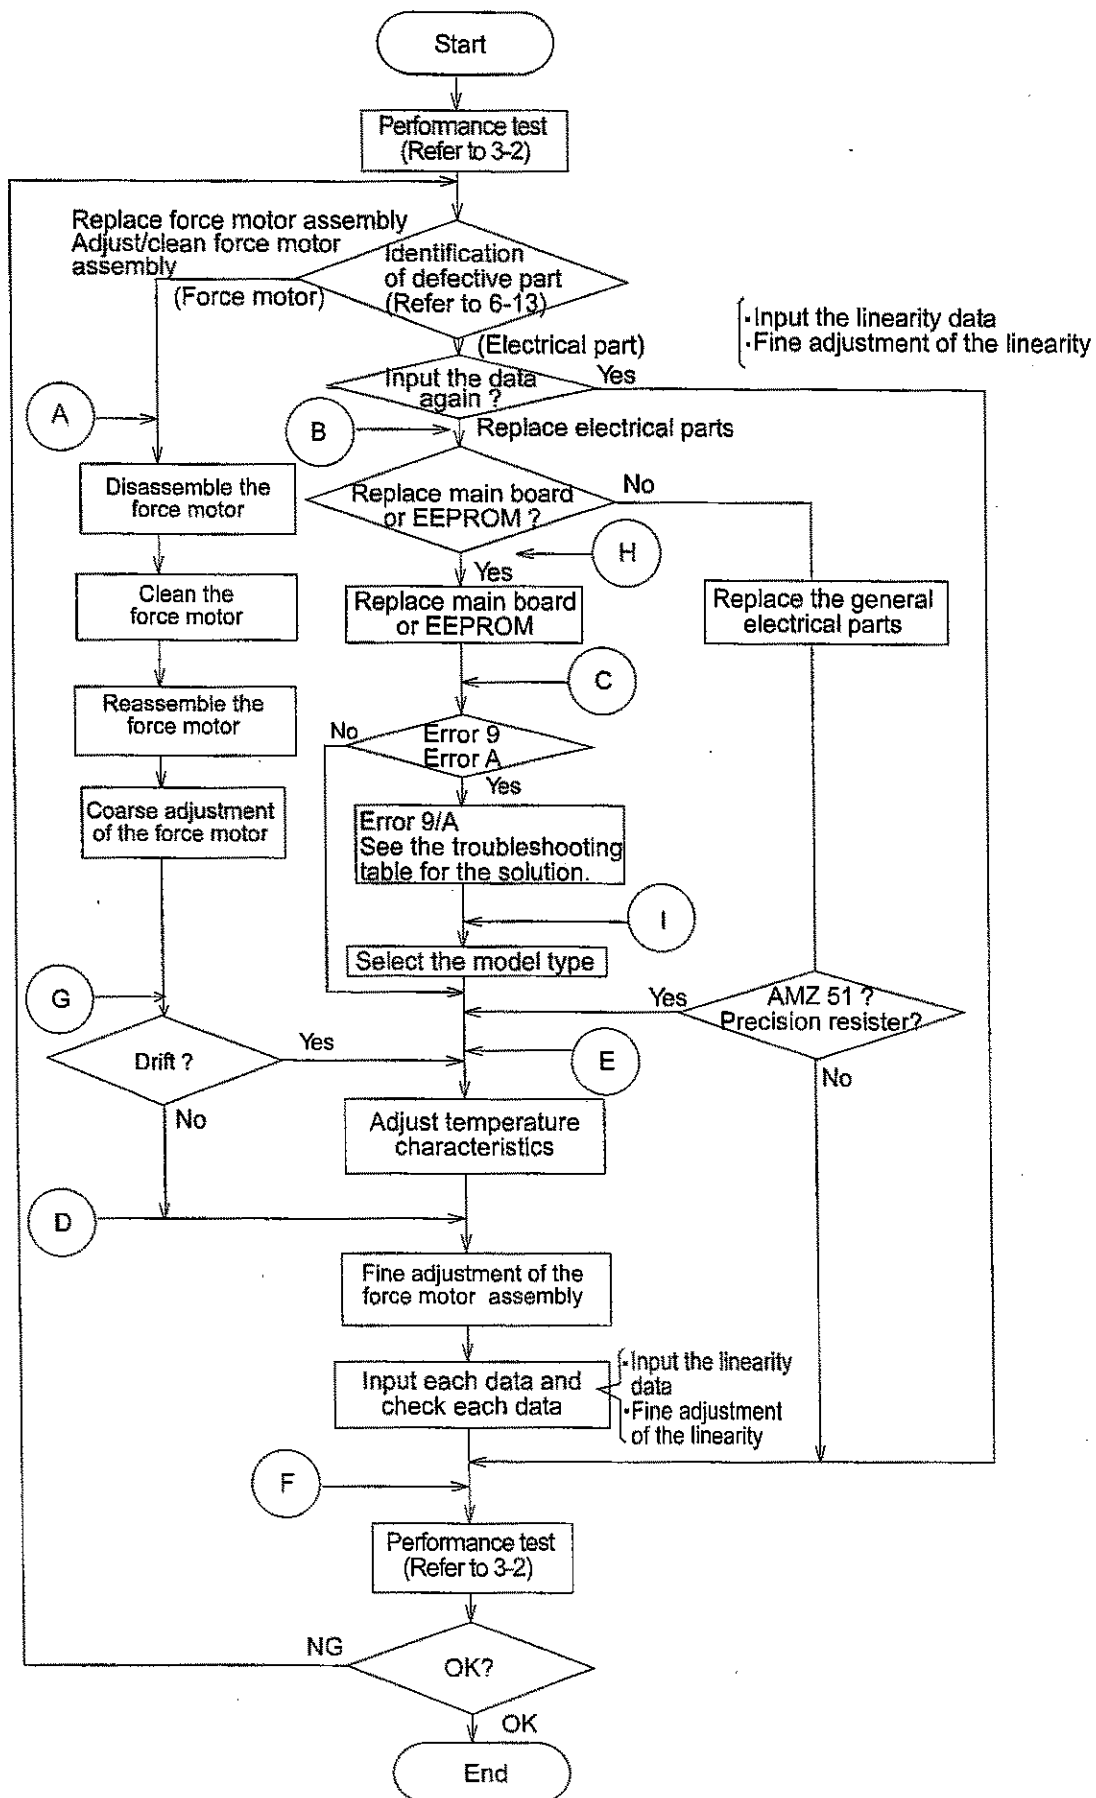 Start
Performance test
(Refer to 3-2)
Replace force motor assembly
Adjust/clean force motor
assembly
(Force motor)
Identification
of defective part
(Refer to 6-13)
(Electrical part)
·Input the linearity data
·Fine adjustment of the linearity
Input the data
again ?
Yes
A
B
Replace electrical parts
Disassemble the
force motor
Replace main board
or EEPROM ?
No
H
Yes
Clean the
force motor
Replace main board
or EEPROM
Replace the general
electrical parts
C
Reassemble the
force motor
No
Error 9
Error A
Yes
Coarse adjustment
of the force motor
Error 9/A
See the troubleshooting
table for the solution.
I
Select the model type
G
Yes
AMZ 51 ?
Precision resister?
Drift ?
Yes
E
No
No
Adjust temperature
characteristics
D
Fine adjustment of the
force motor assembly
Input each data and
check each data
·Input the linearity
data
·Fine adjustment
of the linearity
F
Performance test
(Refer to 3-2)
NG
OK?
OK
End